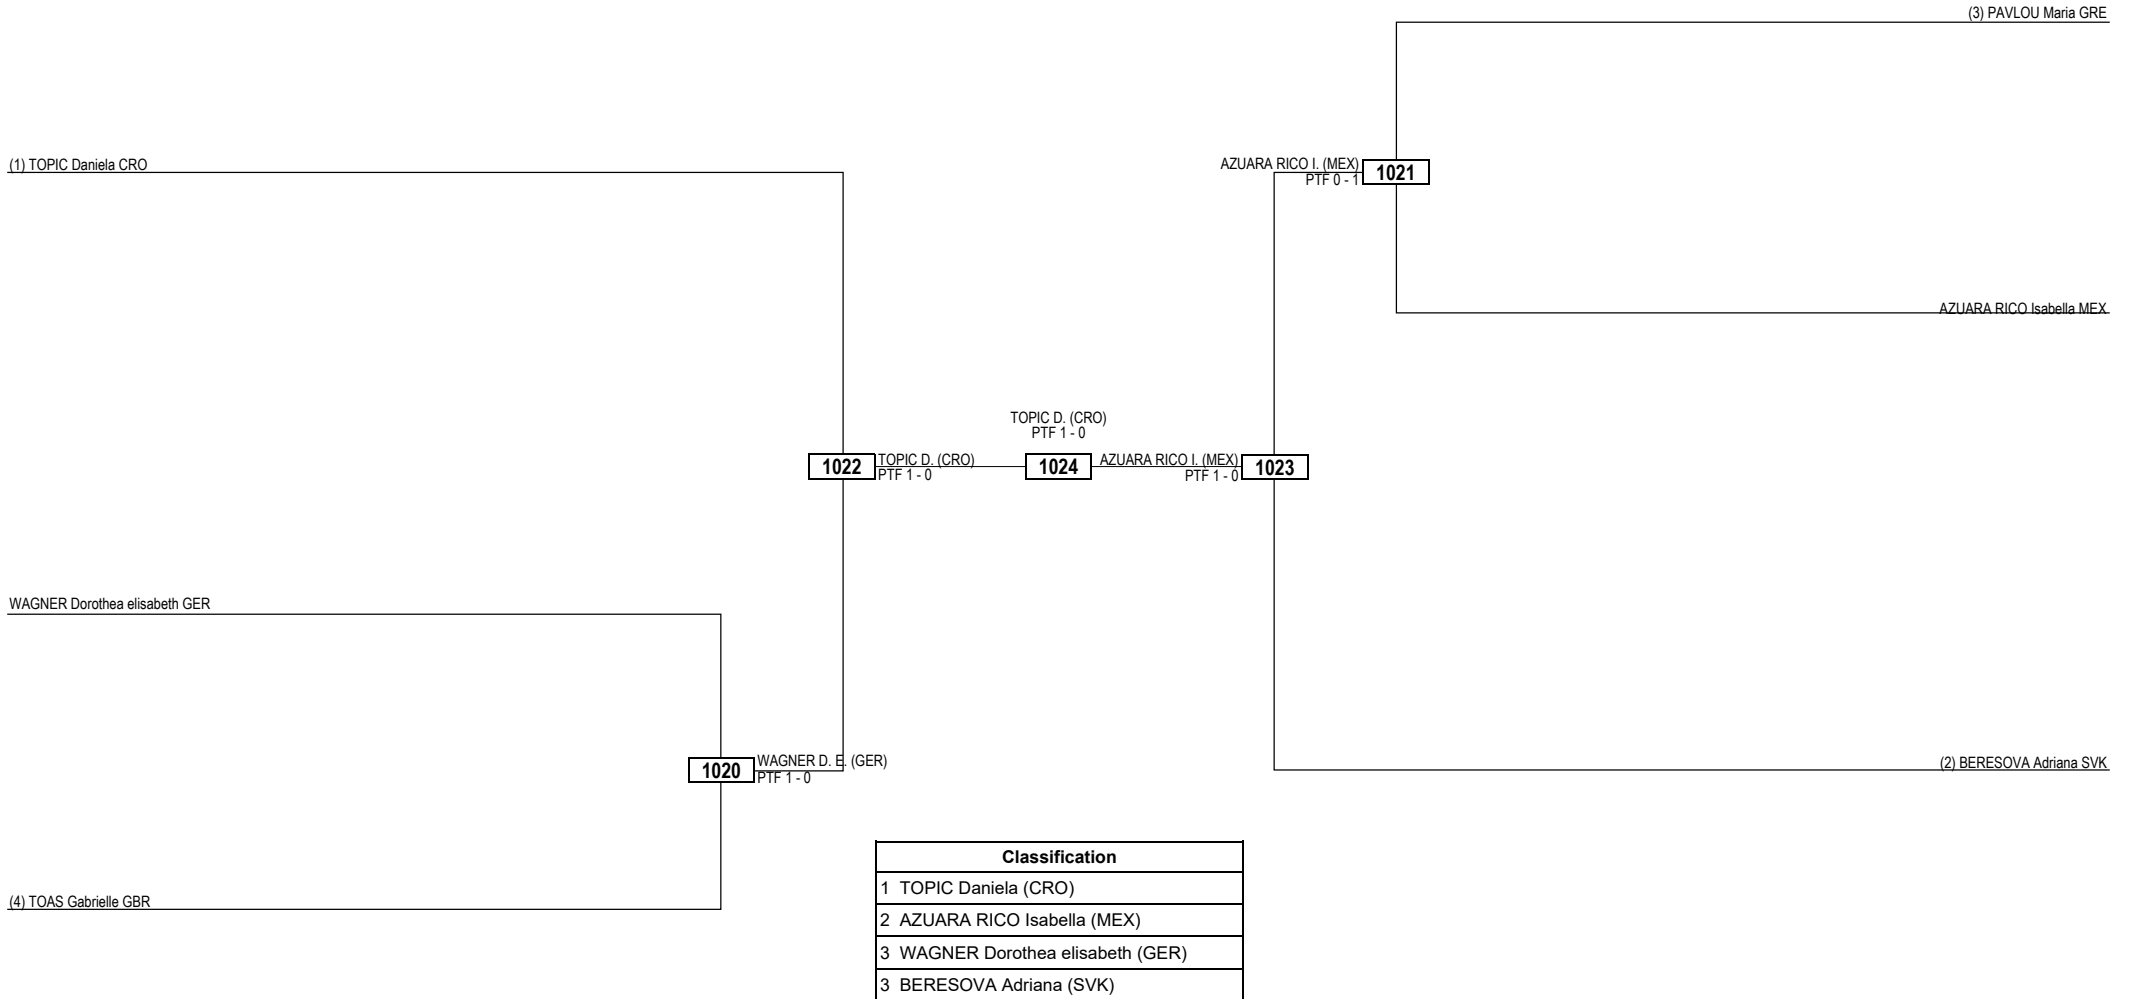 (3) PAVLOU Maria GRE
(1) TOPIC Daniela CRO
AZUARA RICO I. (MEX)
PTF 0 - 1
1021
AZUARA RICO Isabella MEX
TOPIC D. (CRO)
PTF 1 - 0
1022
TOPIC D. (CRO)
PTF 1 - 0
1024
AZUARA RICO I. (MEX)
PTF 1 - 0
1023
WAGNER Dorothea elisabeth GER
1020
WAGNER D. E. (GER)
PTF 1 - 0
(2) BERESOVA Adriana SVK
(4) TOAS Gabrielle GBR
Classification
1 TOPIC Daniela (CRO)
2 AZUARA RICO Isabella (MEX)
3 WAGNER Dorothea elisabeth (GER)
3 BERESOVA Adriana (SVK)